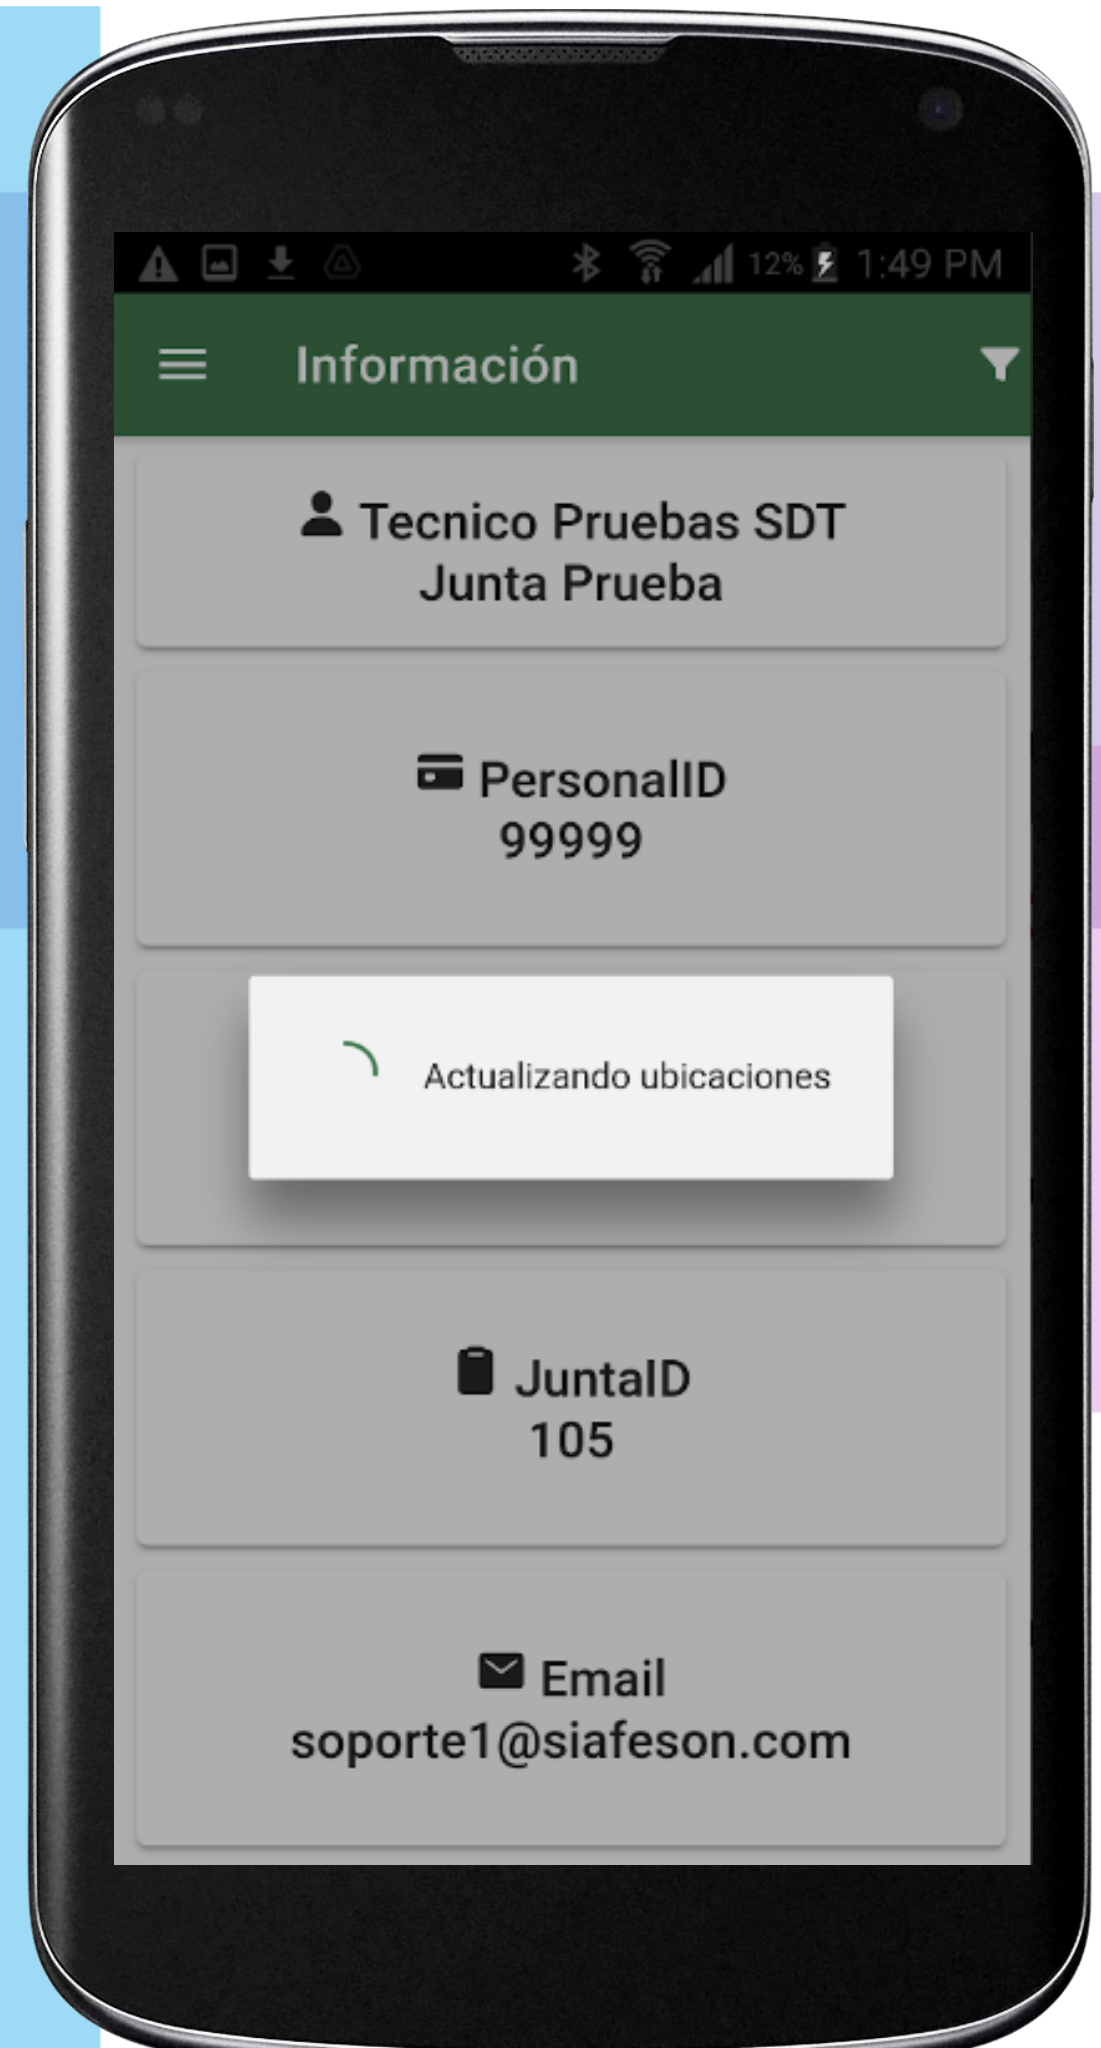 12% 1:49 PM
Información
Tecnico Pruebas SDT
Junta Prueba
PersonalID
99999
Actualizando ubicaciones
JuntaID
105
Email
soporte1@siafeson.com